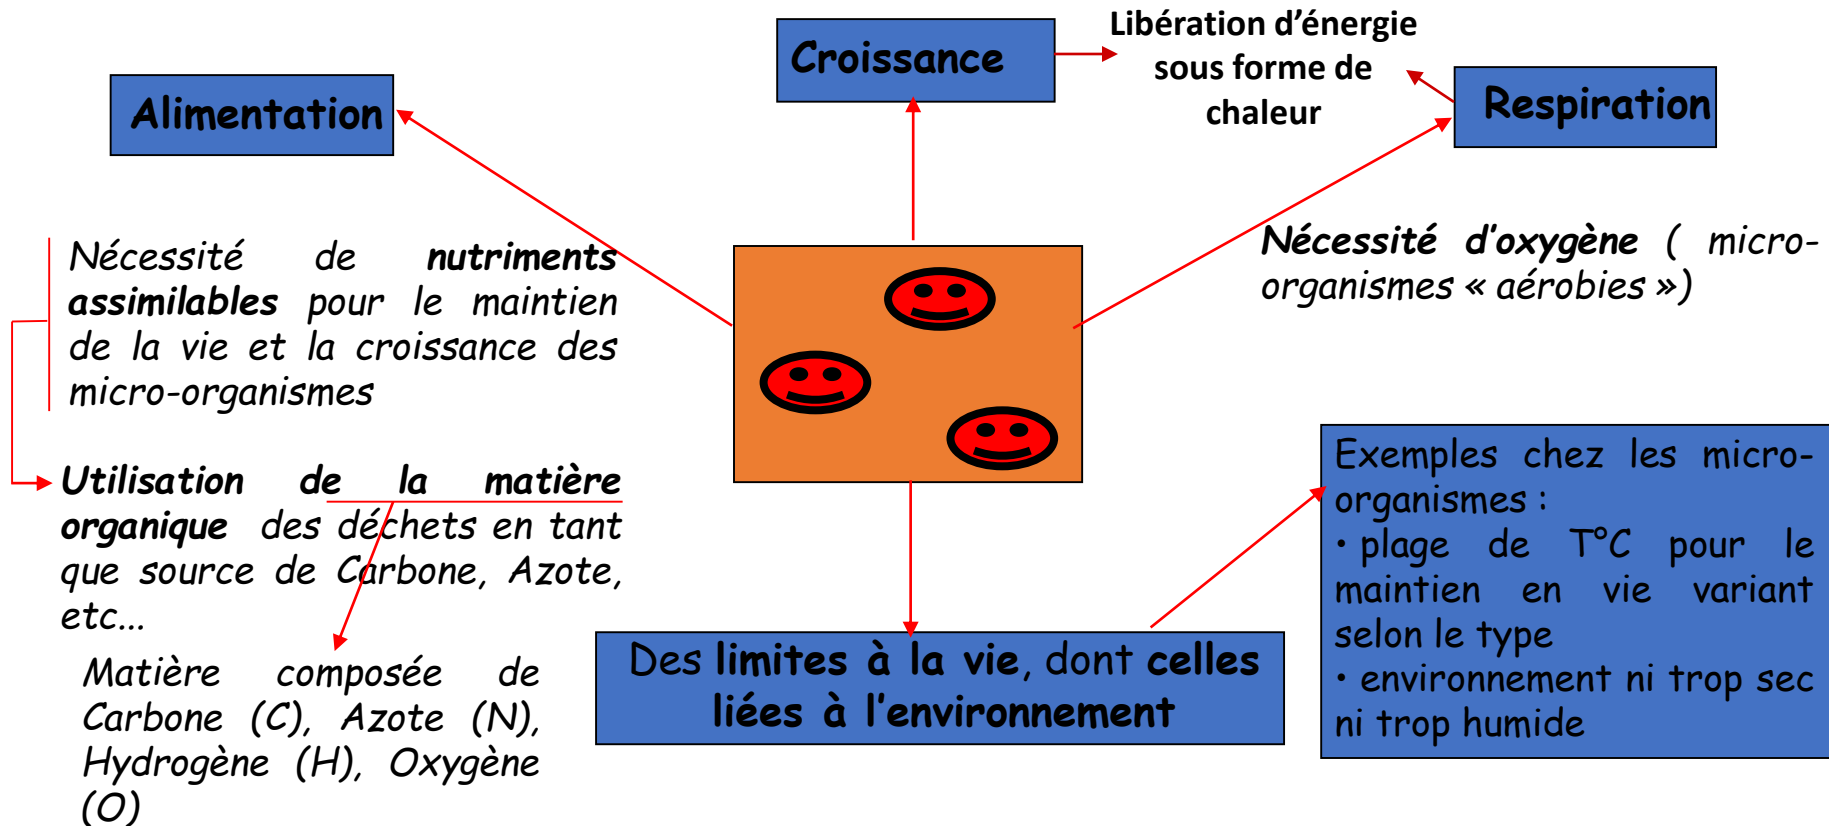 Croissance
Libération d’énergie
sous forme de
chaleur
Alimentation
Respiration
Nécessité de nutriments
assimilables pour le maintien
de la vie et la croissance des
micro-organismes
Nécessité d’oxygène ( micro-
organismes « aérobies »)
Utilisation de la matière
organique des déchets en tant
que source de Carbone, Azote,
etc...
Matière composée de
Carbone (C), Azote (N),
Hydrogène (H), Oxygène
(O)
Des limites à la vie, dont celles
liées à l’environnement
Exemples chez les micro-
organismes :
• plage de T°C pour le
maintien en vie variant
selon le type
• environnement ni trop sec
ni trop humide